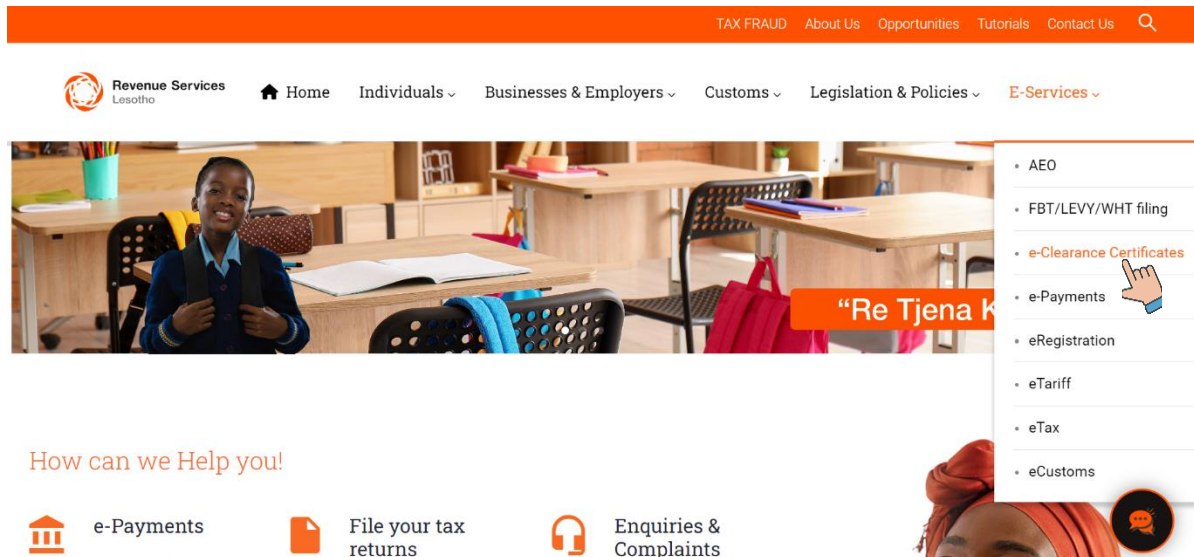 TAX FRAUD About Us Opportunities Tutorials Contact Us
Revenue Services
Lesotho
Home Individuals Businesses & Employers Customs Legislation & Policies E-Services
AEO
FBT/LEVY/WHT filing
e-Clearance Certificates
e-Payments
eRegistration
eTariff
eTax
eCustoms
“Re Tjena K
How can we Help you!
e-Payments
File your tax
returns
Enquiries &
Complaints